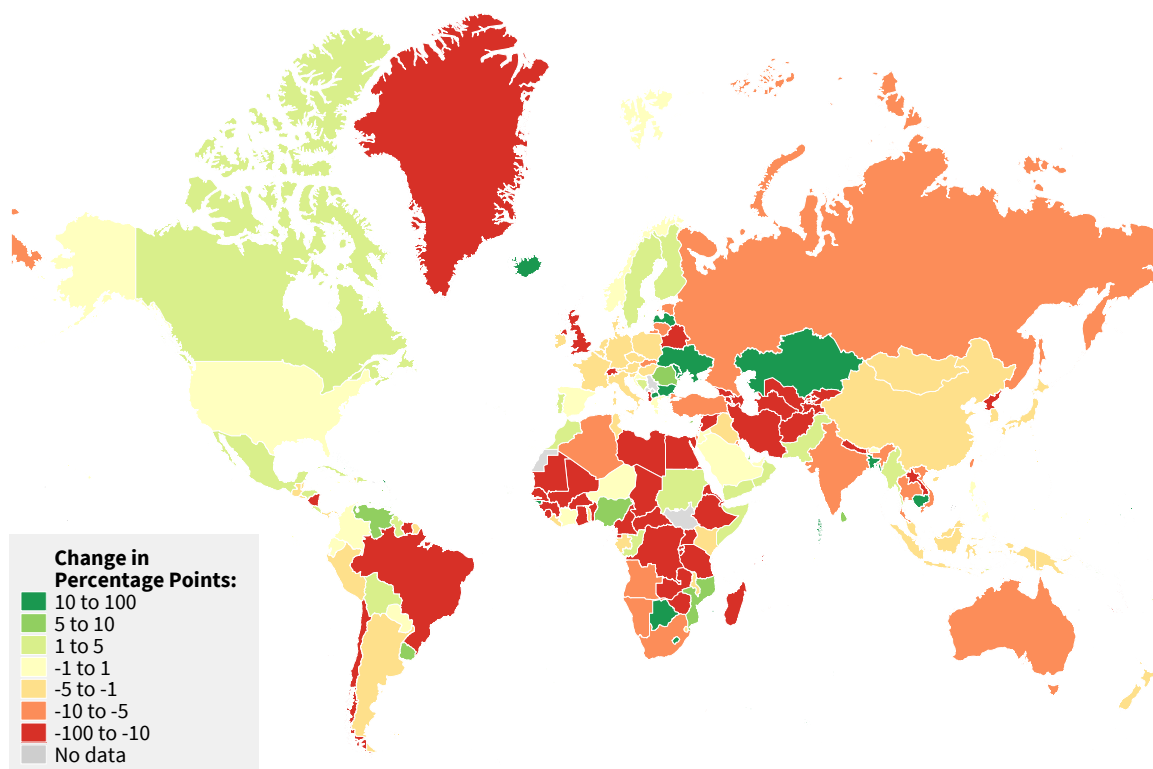 Change in
Percentage Points:
10 to 100
5 to 10
1 to 5
-1 to 1
-5 to -1
-10 to -5
-100 to -10
No data